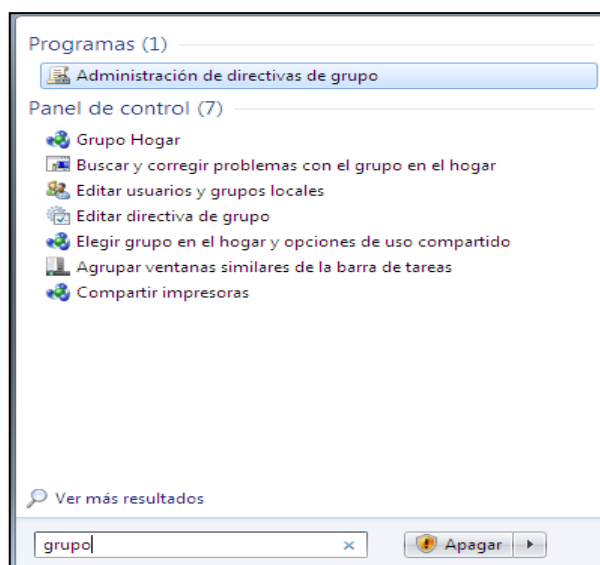 Programas (1)
Administración de directivas de grupo
Panel de control (7)
Grupo Hogar
Buscar y corregir problemas con el grupo en el hogar
Editar usuarios y grupos locales
Editar directiva de grupo
Elegir grupo en el hogar y opciones de uso compartido
Agrupar ventanas similares de la barra de tareas
Compartir impresoras
Ver más resultados
grupo
Apagar